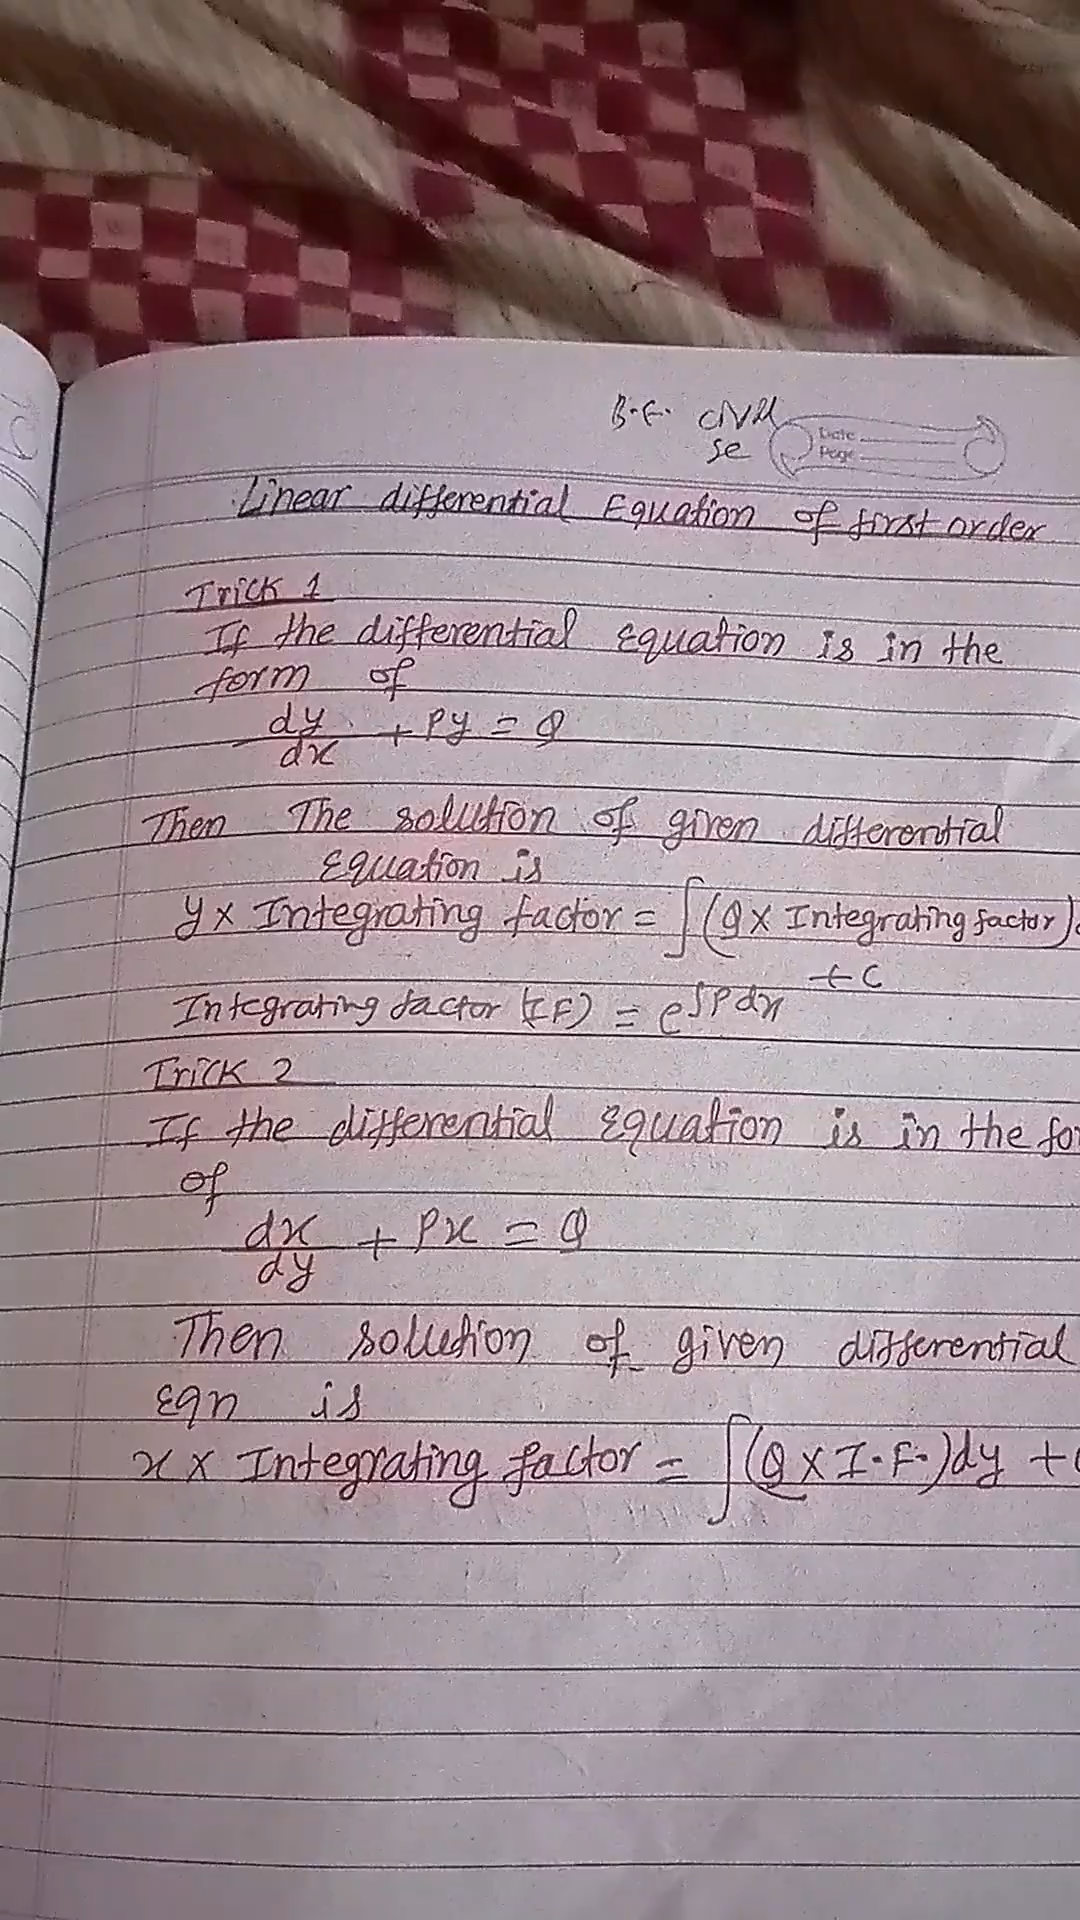 B.E. civil
se
Date
Page
Linear differential Equation of first order
Trick 1
If the differential Equation is in the
form of
dy/dx + Py = Q
Then The solution of given differential
Equation is
y x Integrating factor = ∫(Q x Integrating factor)
+ c
Integrating factor (IF) = e^∫Pdx
Trick 2
If the differential Equation is in the for
of
dx/dy + Px = Q
Then solution of given differential
Eqn is
x x Integrating factor = ∫(Q x I.F.)dy +